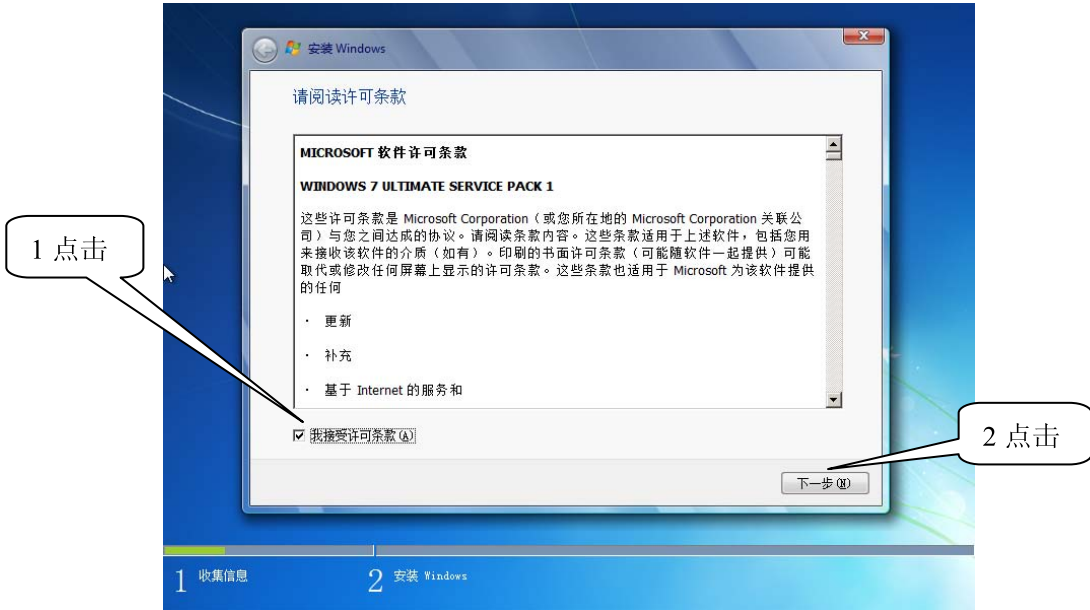 安装 Windows
请阅读许可条款
MICROSOFT 软件许可条款
WINDOWS 7 ULTIMATE SERVICE PACK 1
这些许可条款是 Microsoft Corporation（或您所在地的 Microsoft Corporation 关联公
司）与您之间达成的协议。请阅读条款内容。这些条款适用于上述软件，包括您用
来接收该软件的介质（如有）。印刷的书面许可条款（可能随软件一起提供）可能
取代或修改任何屏幕上显示的许可条款。这些条款也适用于 Microsoft 为该软件提供
的任何
· 更新
· 补充
· 基于 Internet 的服务和
1 点击
我接受许可条款(A)
2 点击
下一步(N)
1 收集信息
2 安装 Windows